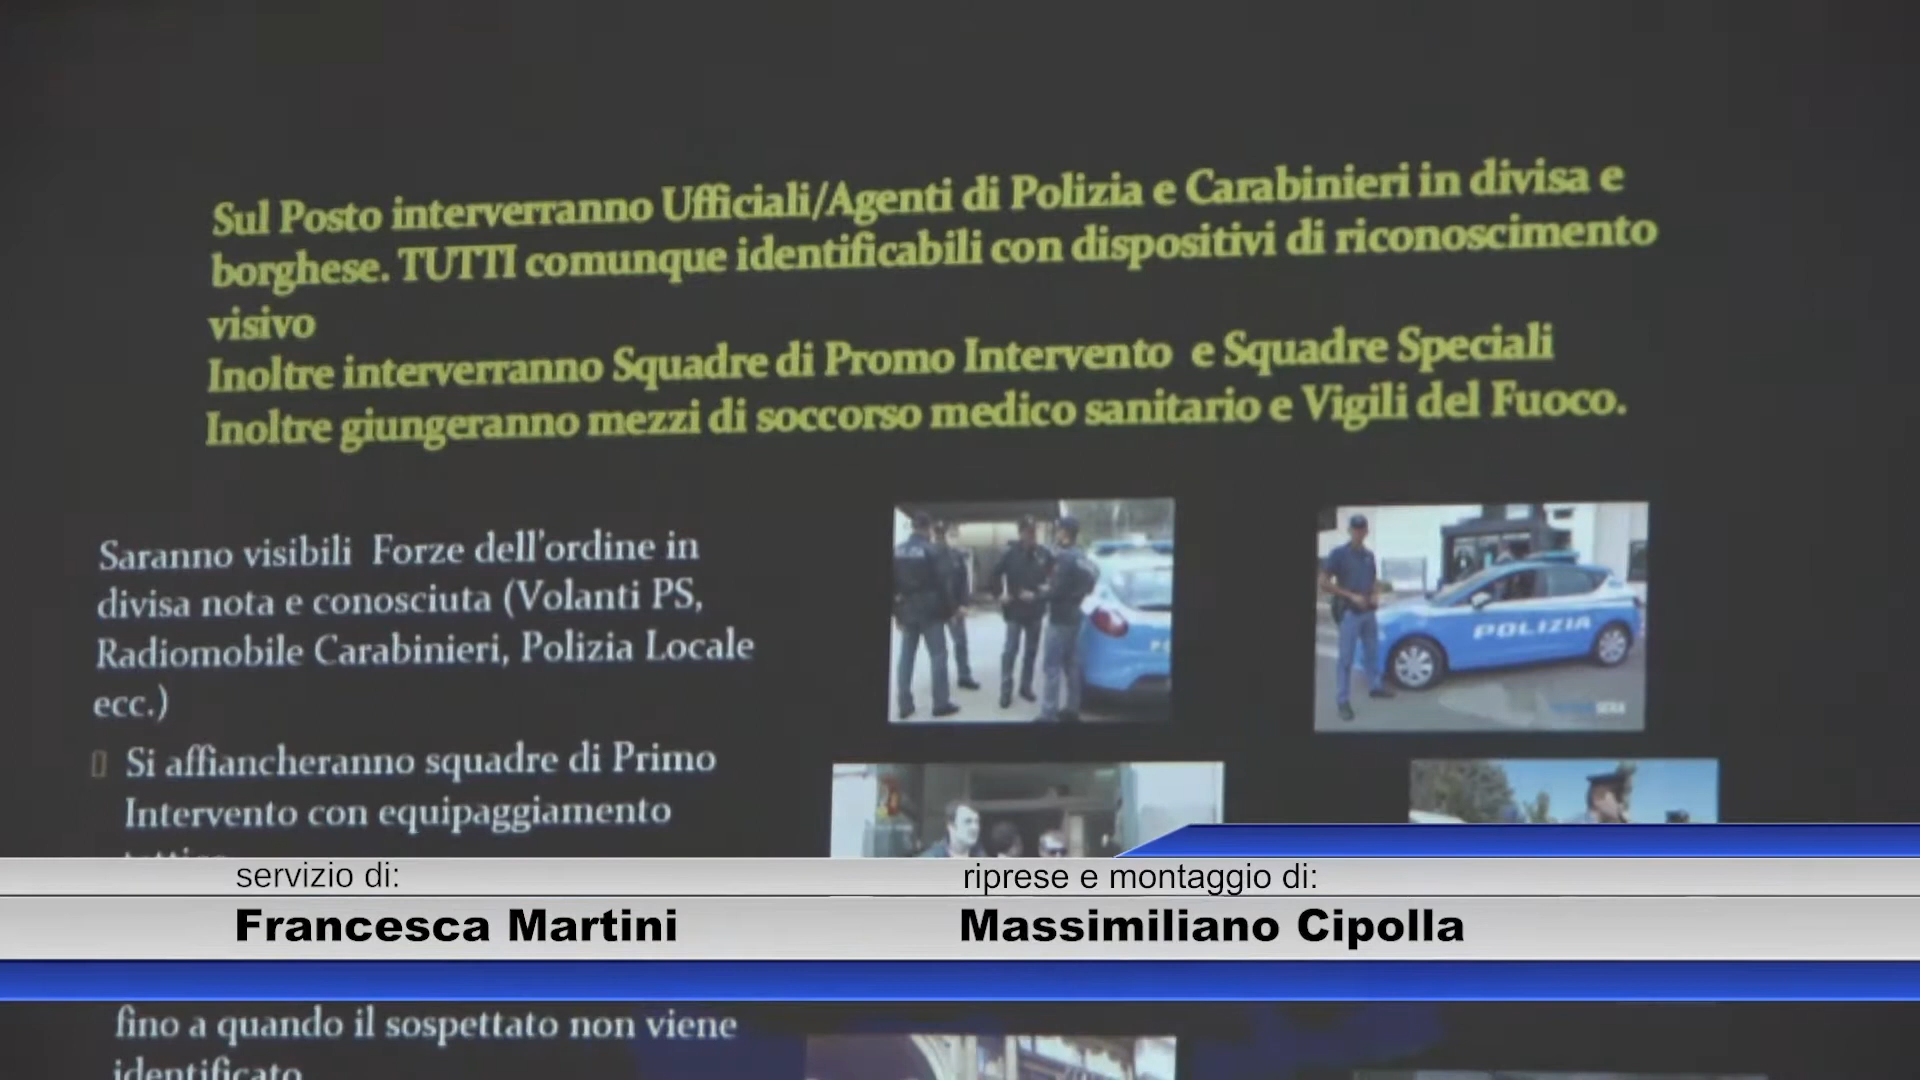 Sul Posto interverranno Ufficiali/Agenti di Polizia e Carabinieri in divisa e
borghese. TUTTI comunque identificabili con dispositivi di riconoscimento
visivo
Inoltre interverranno Squadre di Promo Intervento e Squadre Speciali
Inoltre giungeranno mezzi di soccorso medico sanitario e Vigili del Fuoco.
Saranno visibili Forze dell'ordine in
divisa nota e conosciuta (Volanti PS,
Radiomobile Carabinieri, Polizia Locale
ecc.)
Si affiancheranno squadre di Primo
Intervento con equipaggiamento
POLIZIA
servizio di:
Francesca Martini
riprese e montaggio di:
Massimiliano Cipolla
fino a quando il sospettato non viene
identificato